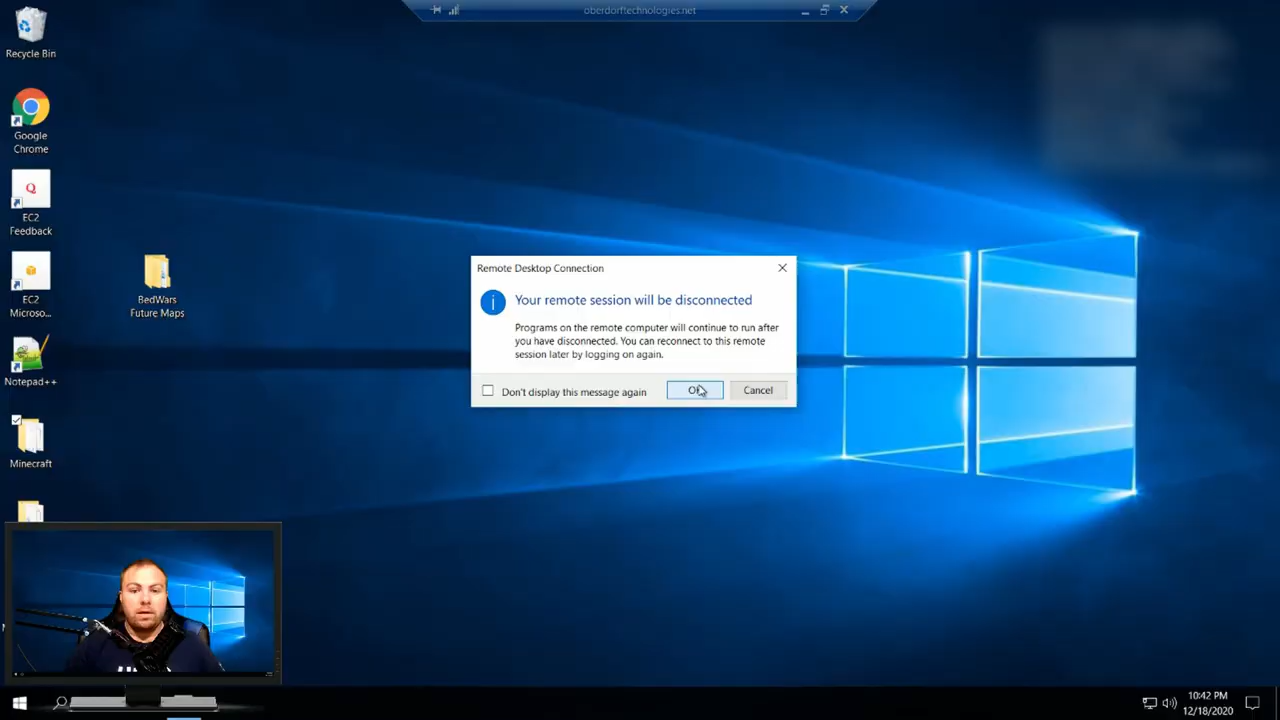 oberdorftechnologies.net
Recycle Bin
Google
Chrome
EC2
Feedback
EC2
Microso...
Notepad++
Minecraft
BedWars
Future Maps
Remote Desktop Connection
Your remote session will be disconnected
Programs on the remote computer will continue to run after
you have disconnected. You can reconnect to this remote
session later by logging on again.
Don't display this message again
OK
Cancel
10:42 PM
12/18/2020